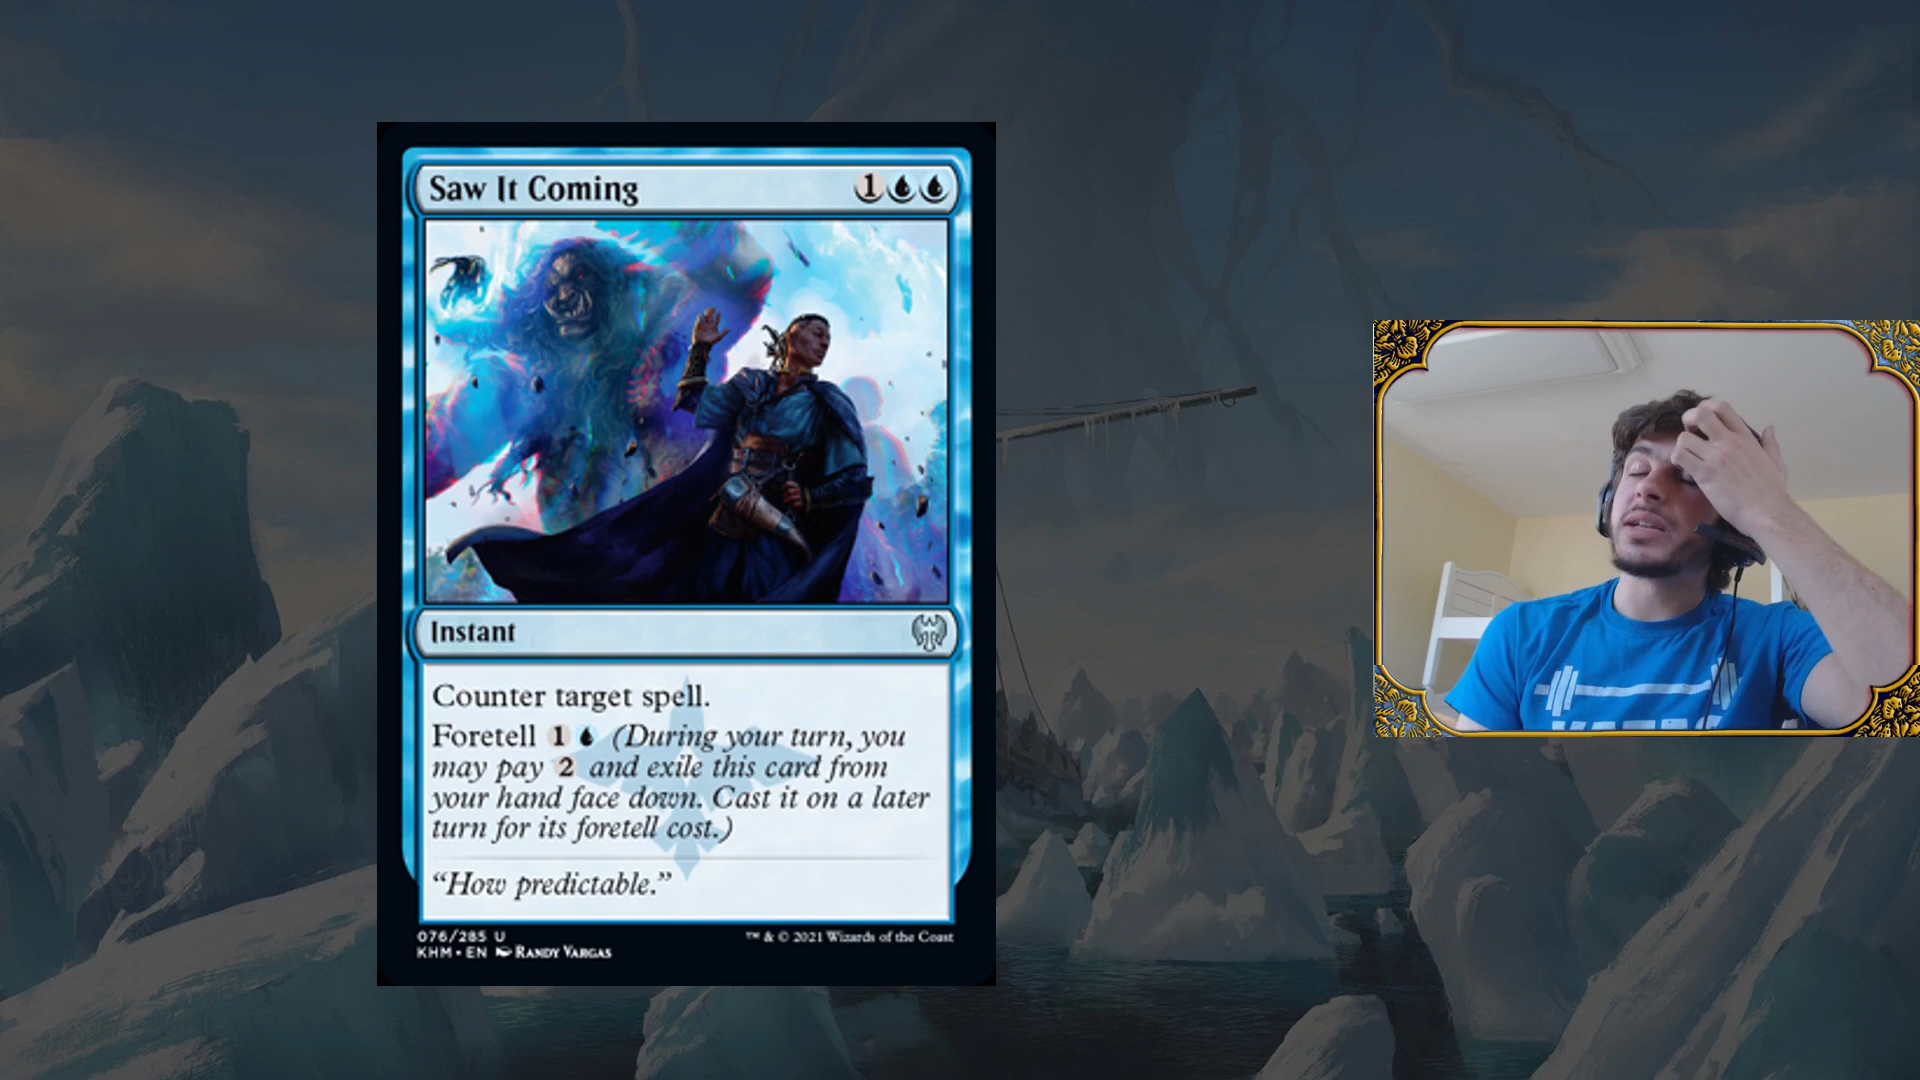 Saw It Coming 1
Instant
Counter target spell.
Foretell 1 (During your turn, you
may pay 2 and exile this card from
your hand face down. Cast it on a later
turn for its foretell cost.)
“How predictable.”
076/285 U
™ & © 2021 Wizards of the Coast
KHM • EN Randy Vargas